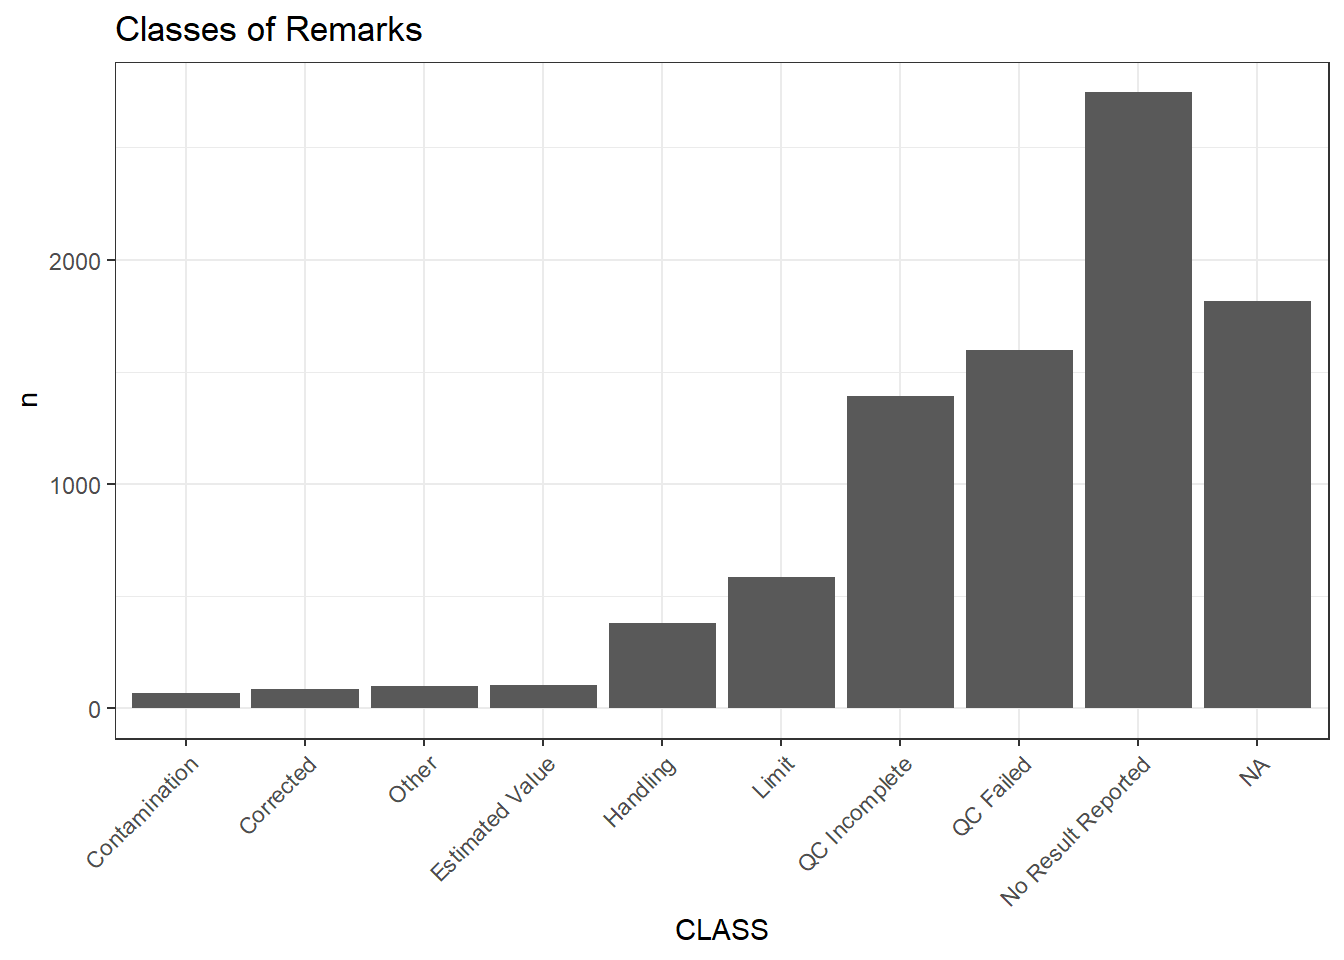 Classes of Remarks
n
2000
1000
0
Contamination
Corrected
Other
Estimated Value
Handling
Limit
QC Incomplete
QC Failed
No Result Reported
NA
CLASS